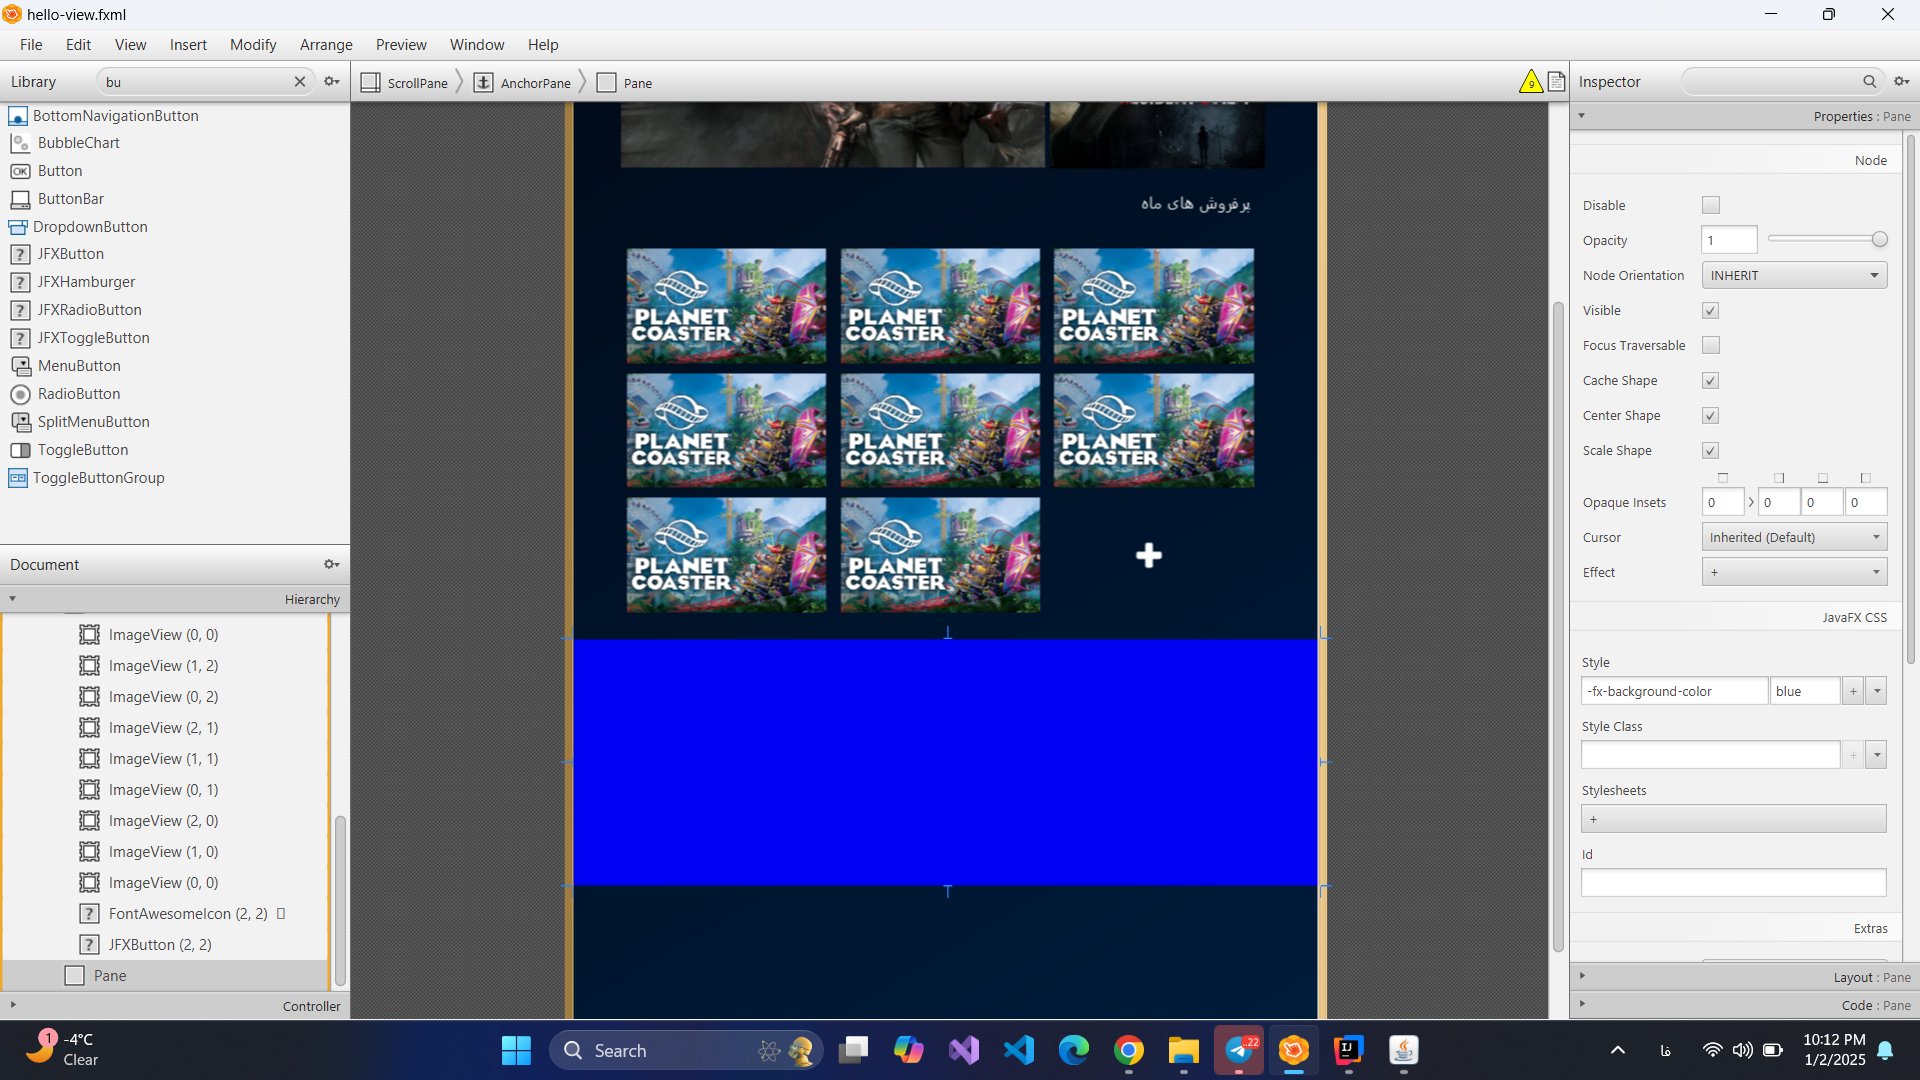 hello-view.fxml
File Edit View Insert Modify Arrange Preview Window Help
Library bu
ScrollPane AnchorPane Pane
9
Inspector
BottomNavigationButton
BubbleChart
OK Button
ButtonBar
DropdownButton
? JFXButton
? JFXHamburger
? JFXRadioButton
? JFXToggleButton
MenuButton
RadioButton
SplitMenuButton
ToggleButton
ToggleButtonGroup
Document
Hierarchy
ImageView (0, 0)
ImageView (1, 2)
ImageView (0, 2)
ImageView (2, 1)
ImageView (1, 1)
ImageView (0, 1)
ImageView (2, 0)
ImageView (1, 0)
ImageView (0, 0)
? FontAwesomeIcon (2, 2)
? JFXButton (2, 2)
Pane
Controller
پرفروش های ماه
PLANET COASTER
PLANET COASTER
PLANET COASTER
PLANET COASTER
PLANET COASTER
PLANET COASTER
PLANET COASTER
PLANET COASTER
Properties : Pane
Node
Disable
Opacity 1
Node Orientation INHERIT
Visible
Focus Traversable
Cache Shape
Center Shape
Scale Shape
Opaque Insets 0 0 0 0
Cursor Inherited (Default)
Effect +
JavaFX CSS
Style
-fx-background-color blue +
Style Class
+
Stylesheets
+
Id
Extras
Layout : Pane
Code : Pane
1
-4°C
Clear
Search
..22
IJ
فا
10:12 PM
1/2/2025